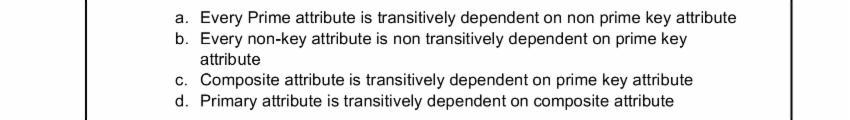 a. Every Prime attribute is transitively dependent on non prime key attribute
b. Every non-key attribute is non transitively dependent on prime key
attribute
c. Composite attribute is transitively dependent on prime key attribute
d. Primary attribute is transitively dependent on composite attribute